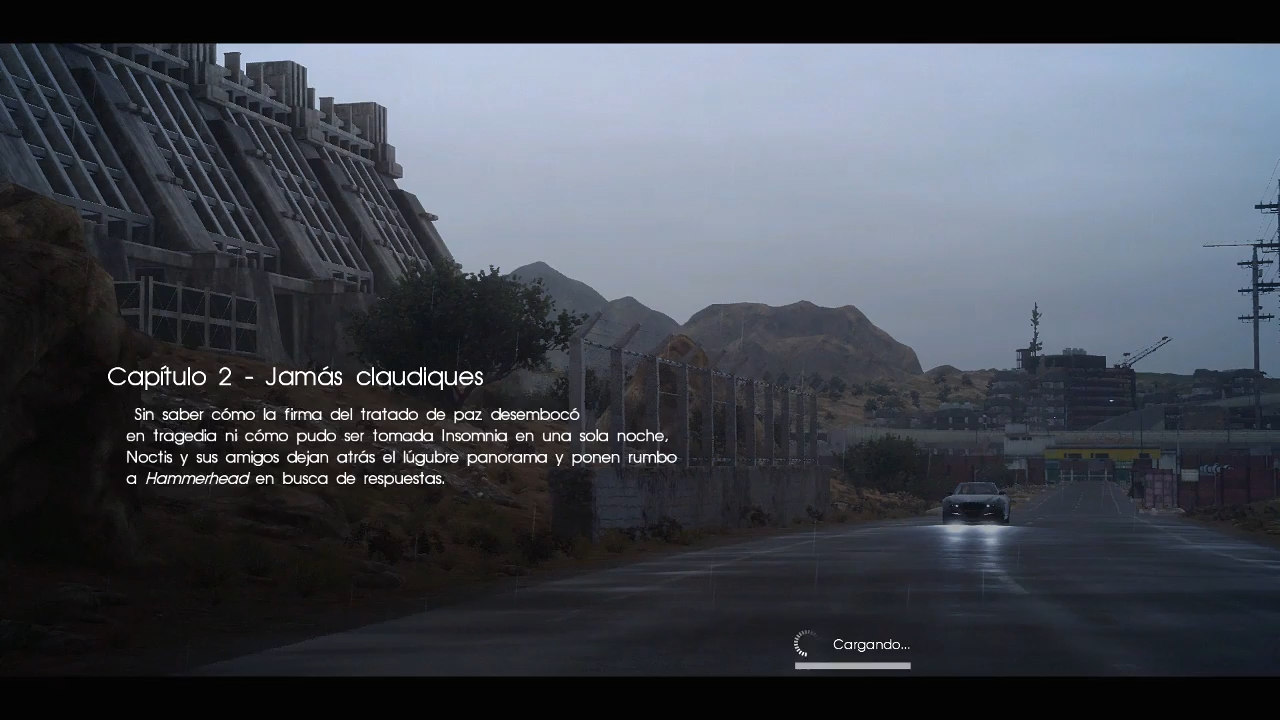 Capítulo 2 - Jamás claudiques
Sin saber cómo la firma del tratado de paz desembocó
en tragedia ni cómo pudo ser tomada Insomnia en una sola noche,
Noctis y sus amigos dejan atrás el lúgubre panorama y ponen rumbo
a Hammerhead en busca de respuestas.
Cargando...